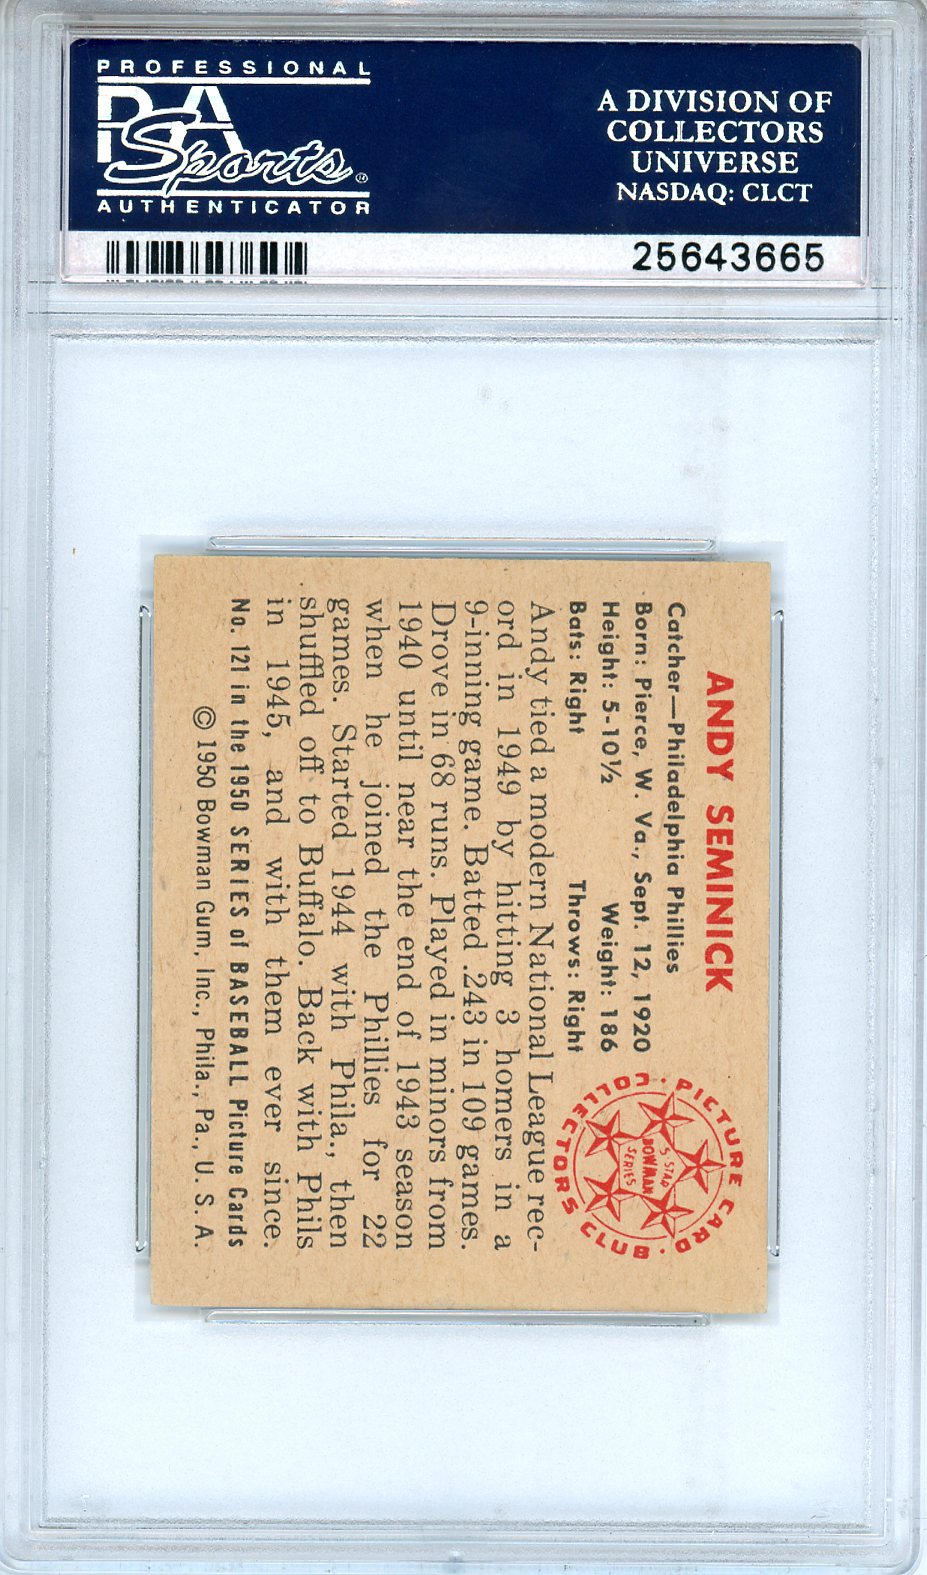 PROFESSIONAL
PSA
Sports
AUTHENTICATOR
A DIVISION OF
COLLECTORS
UNIVERSE
NASDAQ: CLCT
25643665
ANDY SEMINICK
Catcher—Philadelphia Phillies
Born: Pierce, W. Va., Sept. 12, 1920
Height: 5-10½ Weight: 186
Bats: Right Throws: Right
Andy tied a modern National League rec-
ord in 1949 by hitting 3 homers in a
9-inning game. Batted .243 in 109 games.
Drove in 68 runs. Played in minors from
1940 until near the end of 1943 season
when he joined the Phillies for 22
games. Started 1944 with Phila., then
shuffled off to Buffalo. Back with Phils
in 1945, and with them ever since.
No. 121 in the 1950 SERIES of BASEBALL Picture Cards
© 1950 Bowman Gum, Inc., Phila., Pa., U. S. A.
PICTURE CARD
COLLECTORS CLUB
5 STAR
BOWMAN
SERIES